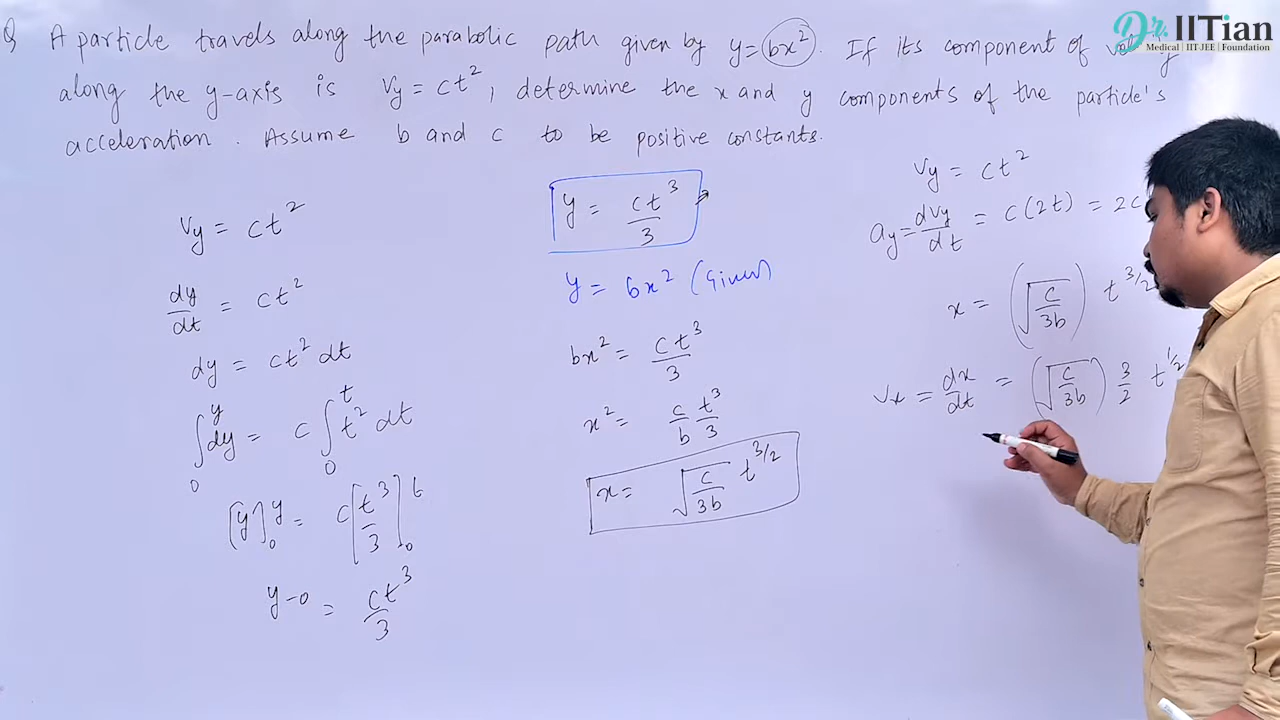 Q A particle travels along the parabolic path given by y = bx². If its component of
along the y-axis is Vy = ct², determine the x and y components of the particle's
acceleration. Assume b and c to be positive constants.
Vy = ct²
dy/dt = ct²
dy = ct² dt
∫₀^y dy = c ∫₀^t t² dt
[y]₀^y = c[t³/3]₀^t
y-0 = ct³/3
y = ct³/3
y = bx² (Given)
bx² = ct³/3
x² = c/b t³/3
x = √(c/3b) t^3/2
Vy = ct²
ay = dVy/dt = c(2t) = 2c
x = (√(c/3b)) t^3/2
Vx = dx/dt = (√(c/3b)) 3/2 t^1/2
Dr. IITian
Medical | IIT-JEE | Foundation